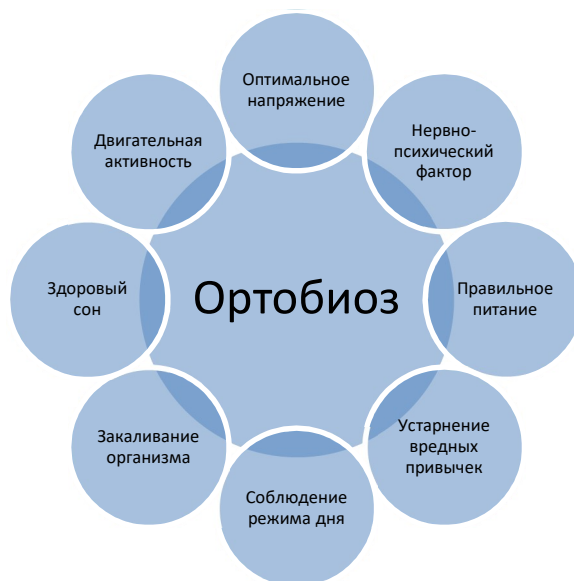 Оптимальное
напряжение
Нервно-
психический
фактор
Правильное
питание
Устарнение
вредных
привычек
Соблюдение
режима дня
Закаливание
организма
Здоровый
сон
Двигательная
активность
Ортобиоз